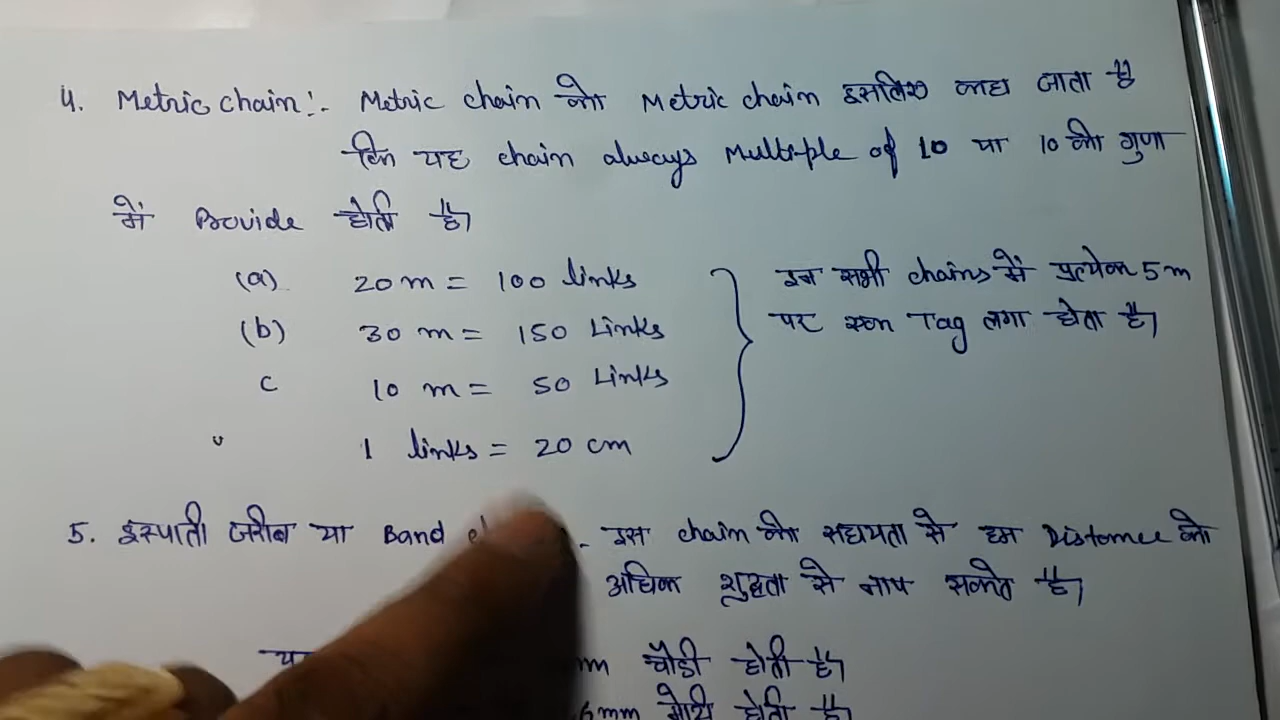 4. Metric chain:- Metric chain को Metric chain इसलिए कहा जाता है
कि यह chain always Multiple of 10 या 10 की गुणा
में Provide होती है।
(a) 20 m = 100 links
(b) 30 m = 150 Links
c 10 m = 50 Links
1 links = 20 cm
इन सभी chains में प्रत्येक 5 m
पर एक Tag लगा होता है।
5. इस्पाती जरीब या Band - इस chain की सहायता से हम Distance को
अधिक शुद्धता से नाप सकते है।
mm चौडी होती है।
6mm मोटी होती है।